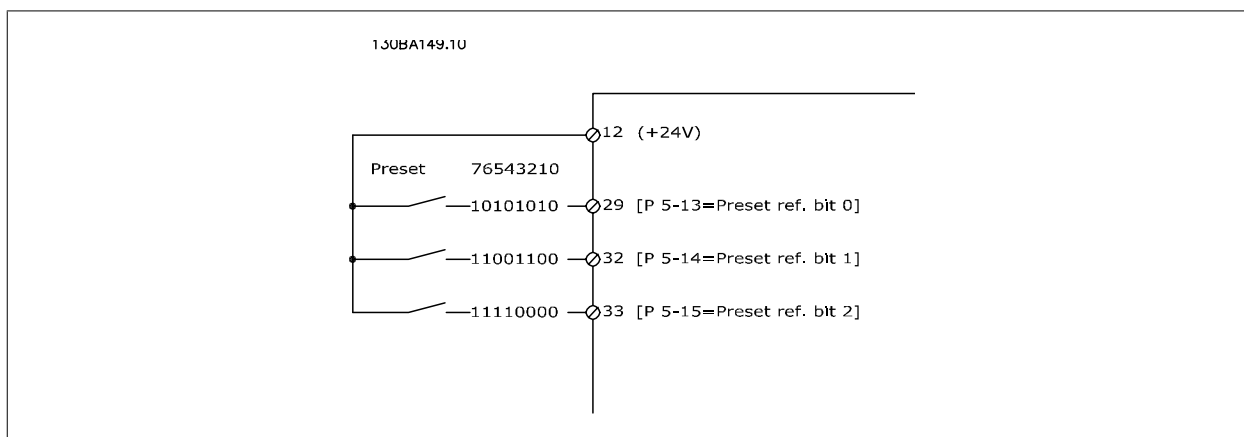 130BA149.10
12 (+24V)
Preset 76543210
10101010 29 [P 5-13=Preset ref. bit 0]
11001100 32 [P 5-14=Preset ref. bit 1]
11110000 33 [P 5-15=Preset ref. bit 2]